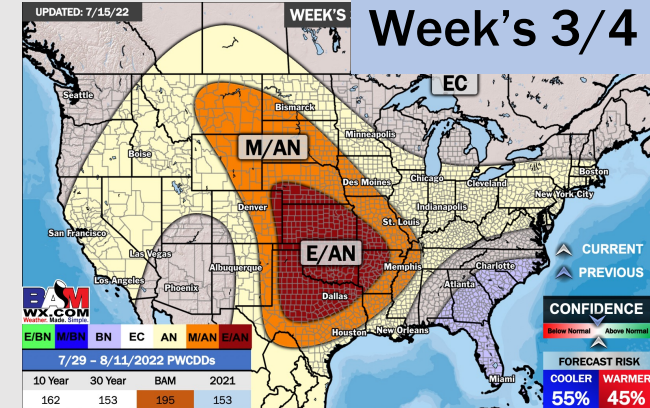 UPDATED: 7/15/22
WEEK'S
Week's 3/4
EC
Seattle
Bismarck
Minneapolis
M/AN
Boise
Boston
Des Moines
Chicago
Cleveland
New York City
Denver
Indianapolis
St. Louis
San Francisco
E/AN
CURRENT
Las Vegas
Albuquerque
Memphis
Charlotte
PREVIOUS
Los Angeles
Phoenix
Atlanta
Dallas
BAM
WX.COM
Weather. Made. Simple.
CONFIDENCE
Houston
New Orleans
Below Normal
Above Normal
E/BN M/BN BN EC AN M/AN E/AN
7/29 – 8/11/2022 PWCDDs
FORECAST RISK
Miami
COOLER WARMER
10 Year 30 Year BAM 2021
55% 45%
162 153 195 153